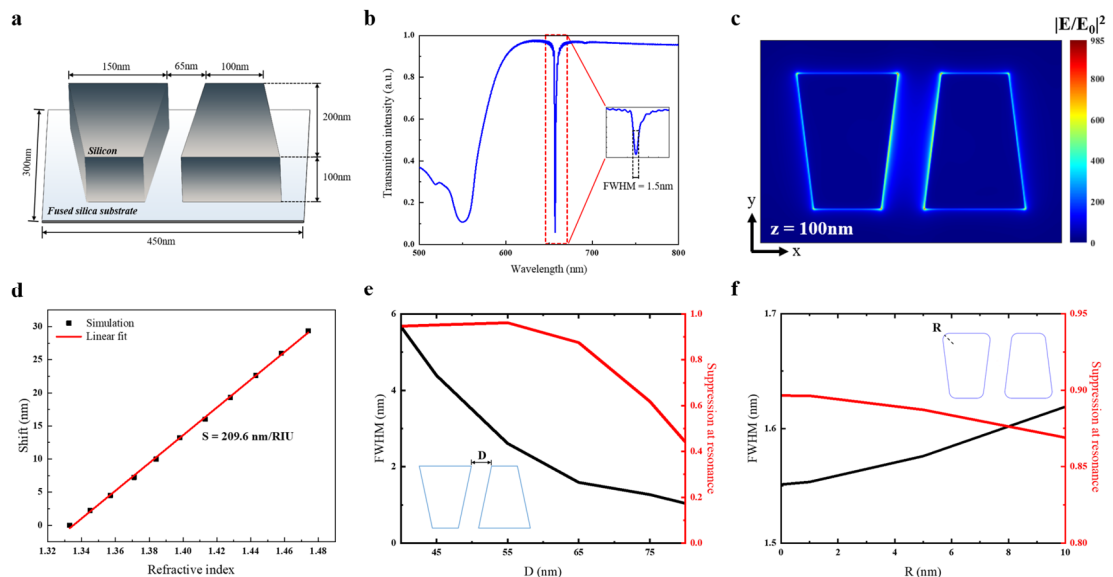 a
150nm
65nm
100nm
200nm
100nm
300nm
Silicon
Fused silica substrate
450nm
b
Transmition intensity (a.u.)
1.0
0.8
0.6
0.4
0.2
0.0
500
600
700
800
Wavelength (nm)
FWHM = 1.5nm
c
|E/E0|²
985
800
600
400
200
0
y
x
z = 100nm
d
Simulation
Linear fit
S = 209.6 nm/RIU
Shift (nm)
30
25
20
15
10
5
0
1.32
1.34
1.36
1.38
1.40
1.42
1.44
1.46
1.48
Refractive index
e
FWHM (nm)
6
5
4
3
2
1
0
45
55
65
75
D (nm)
D
1.0
0.8
0.6
0.4
0.2
0.0
Suppression at resonance
f
FWHM (nm)
1.7
1.6
1.5
0
2
4
6
8
10
R (nm)
R
0.95
0.90
0.85
0.80
Suppression at resonance